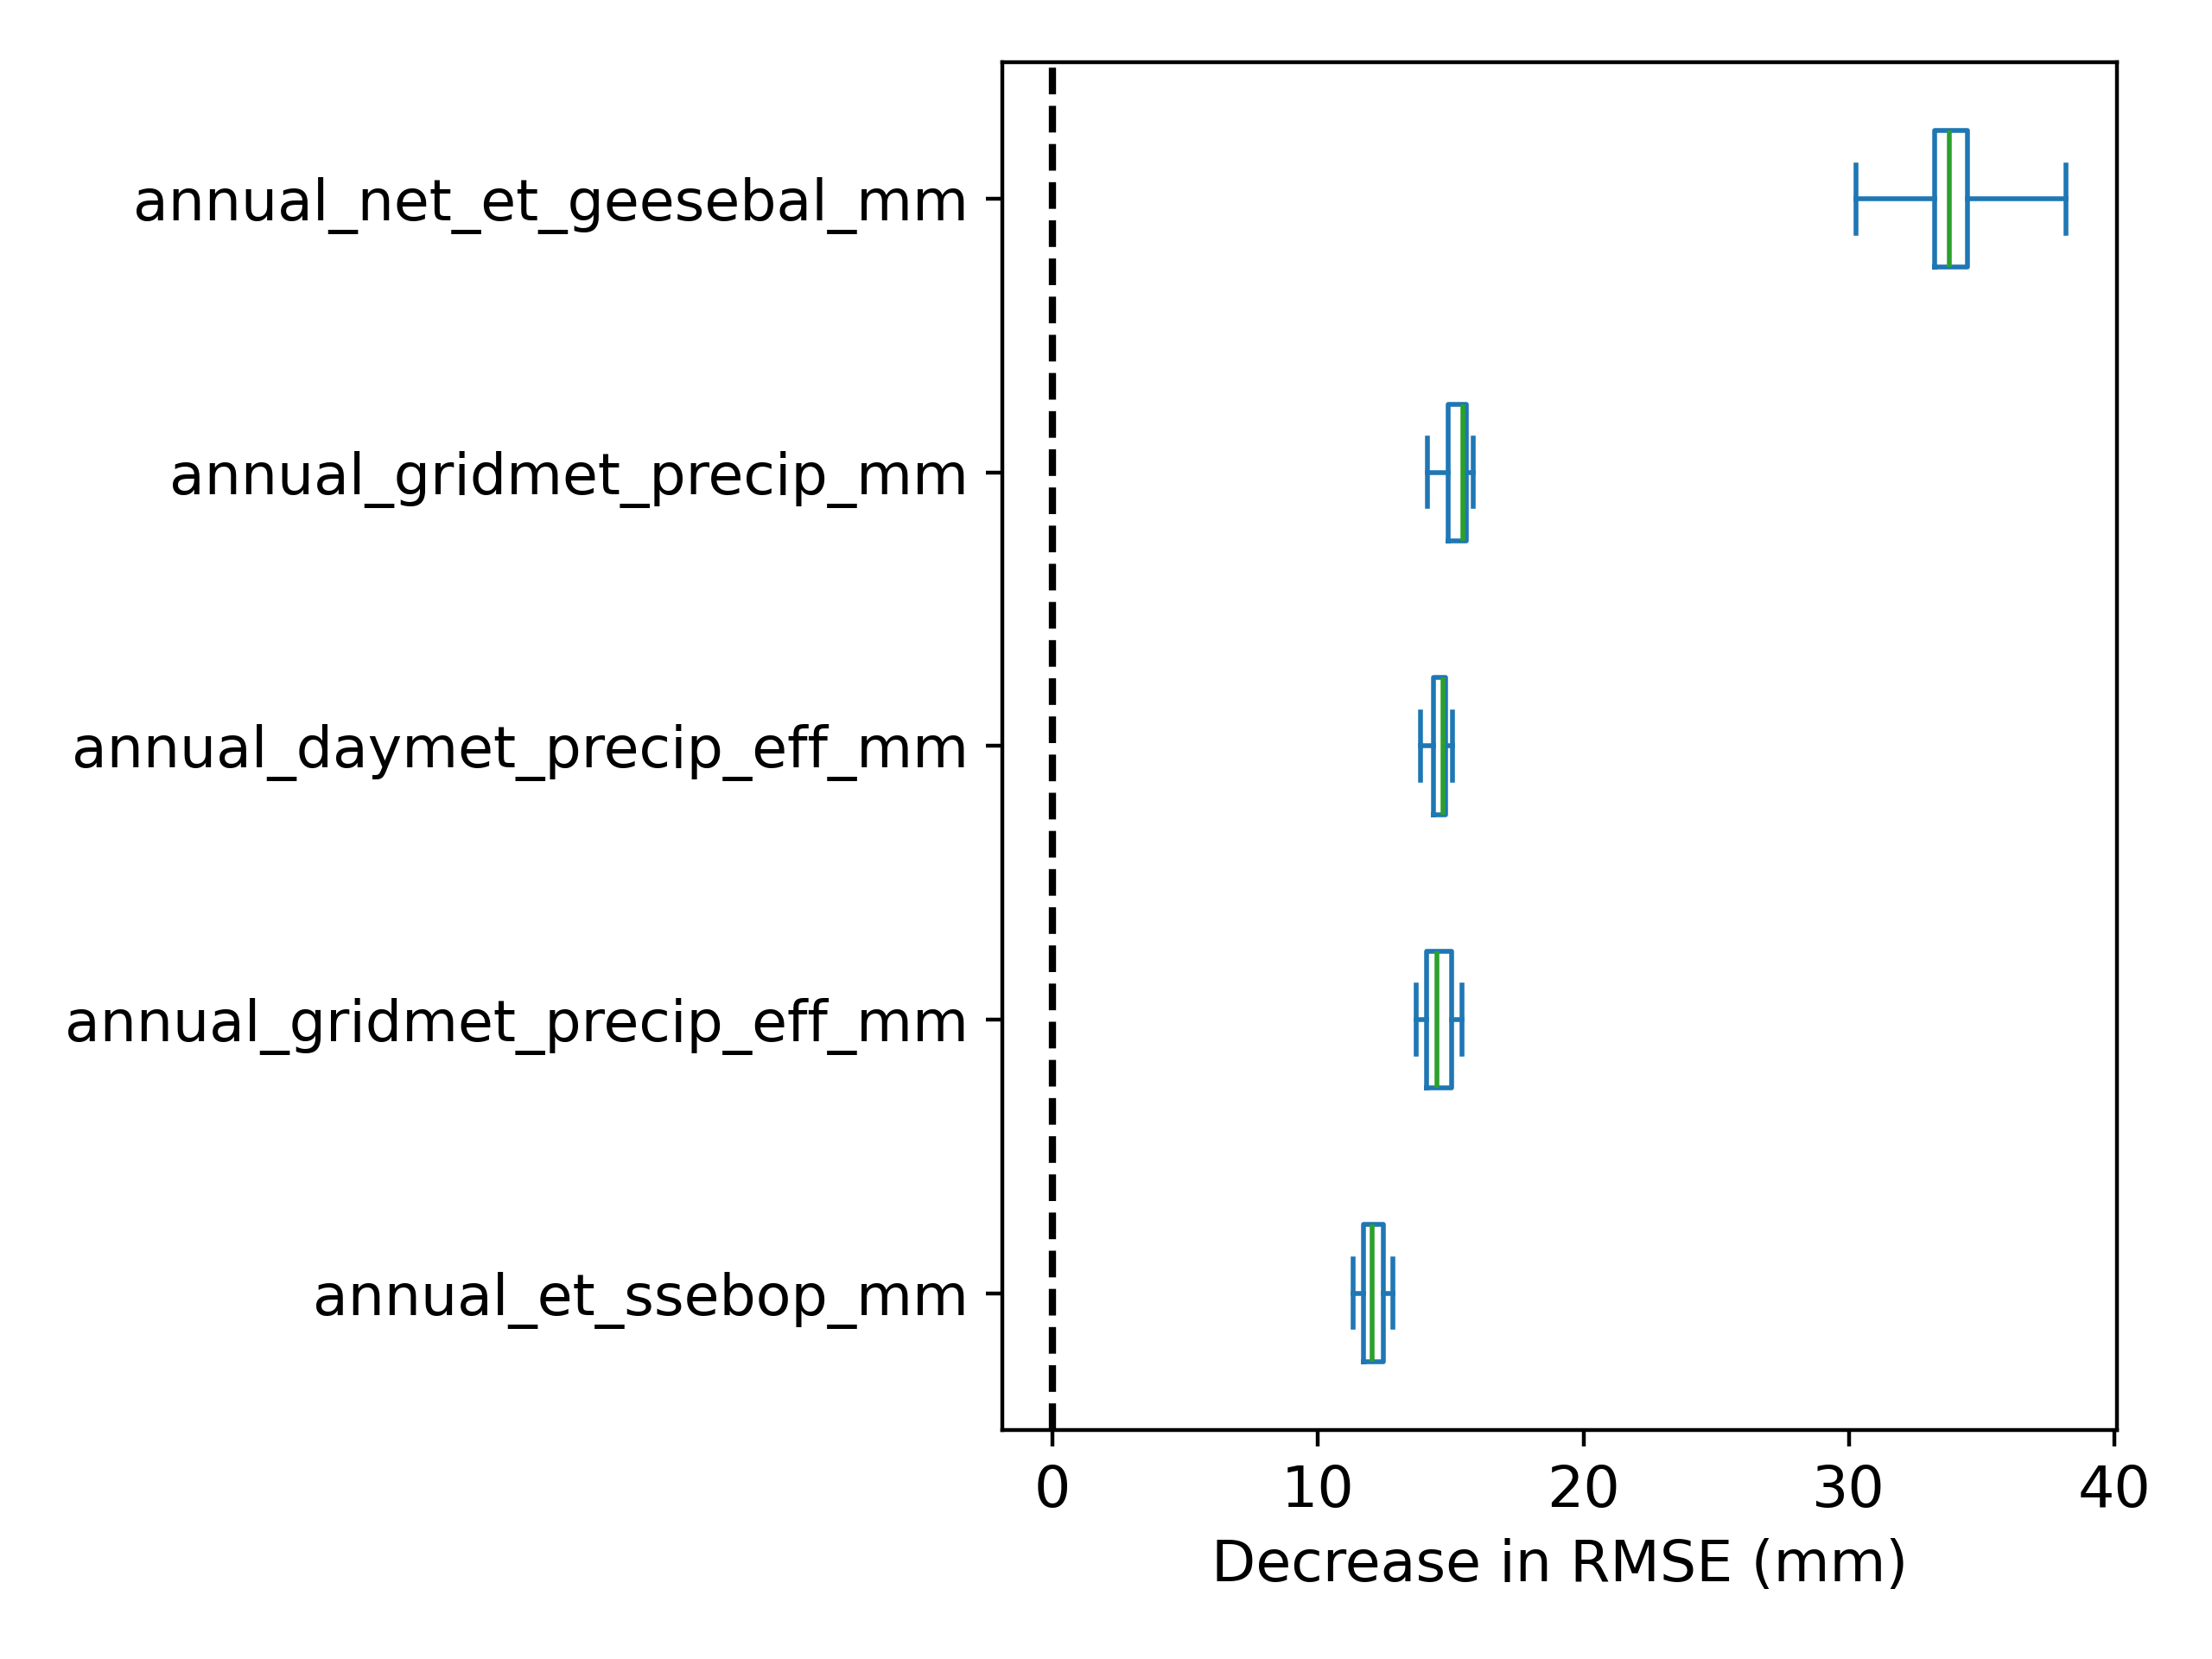 annual_net_et_geesebal_mm
annual_gridmet_precip_mm
annual_daymet_precip_eff_mm
annual_gridmet_precip_eff_mm
annual_et_ssebop_mm
0 10 20 30 40
Decrease in RMSE (mm)